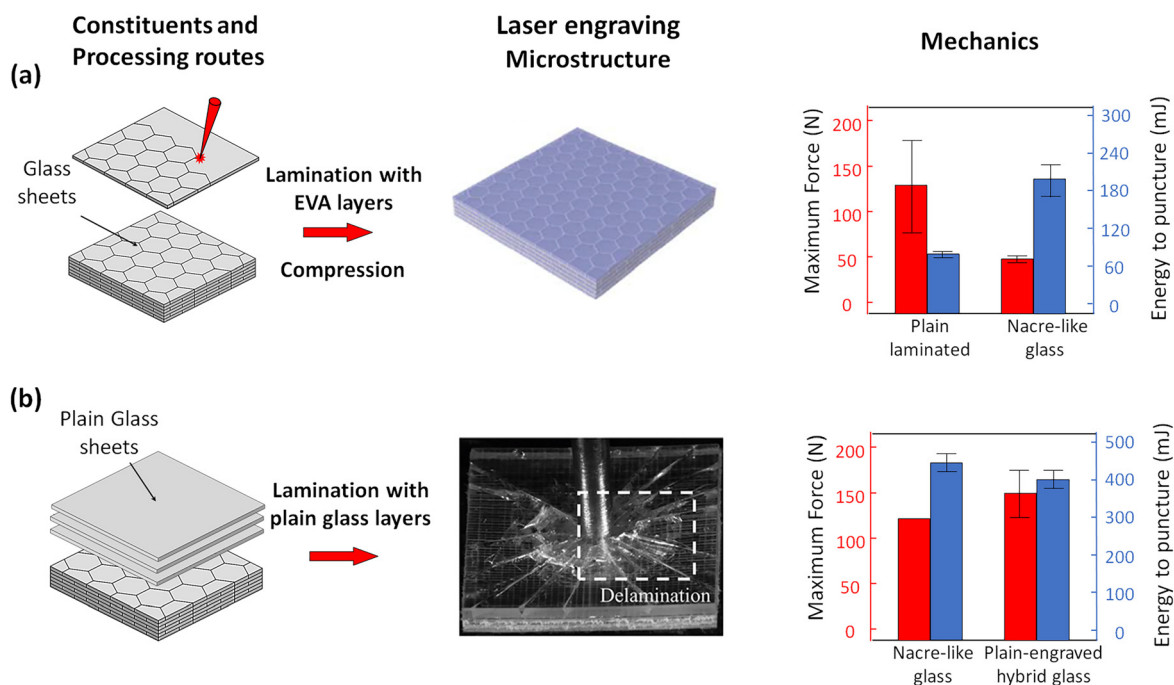 Constituents and
Processing routes
Laser engraving
Microstructure
Mechanics
(a)
Glass
sheets
Lamination with
EVA layers
Compression
Maximum Force (N)
200
150
100
50
0
Energy to puncture (mJ)
300
240
180
120
60
0
Plain
laminated
Nacre-like
glass
(b)
Plain Glass
sheets
Lamination with
plain glass layers
Delamination
Maximum Force (N)
200
150
100
50
0
Energy to puncture (mJ)
500
400
300
200
100
0
Nacre-like
glass
Plain-engraved
hybrid glass